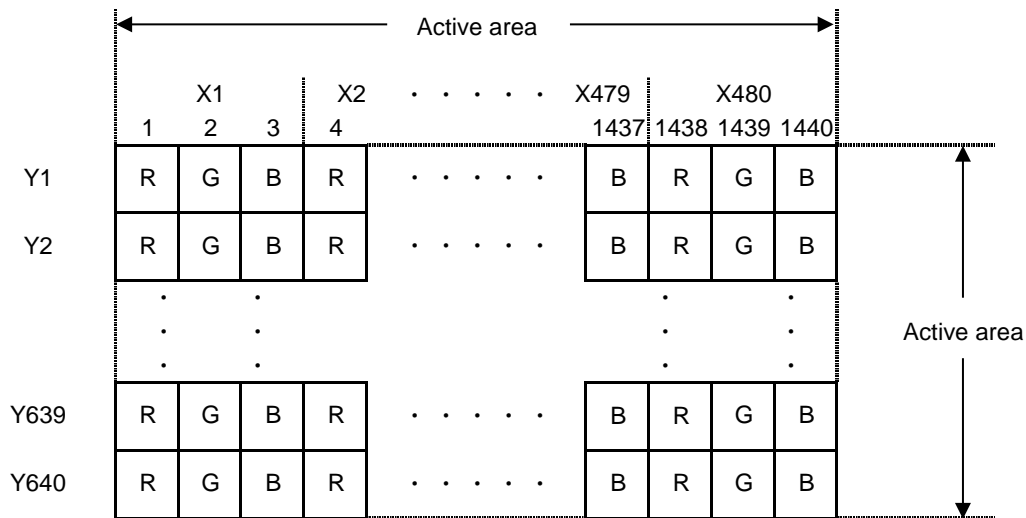 Active area
X1 X2 · · · · · X479 X480
1 2 3 4 1437 1438 1439 1440
Y1 R G B R · · · · · B R G B
Y2 R G B R · · · · · B R G B
· · · ·
· · · ·
Active area
· · · ·
Y639 R G B R · · · · · B R G B
Y640 R G B R · · · · · B R G B